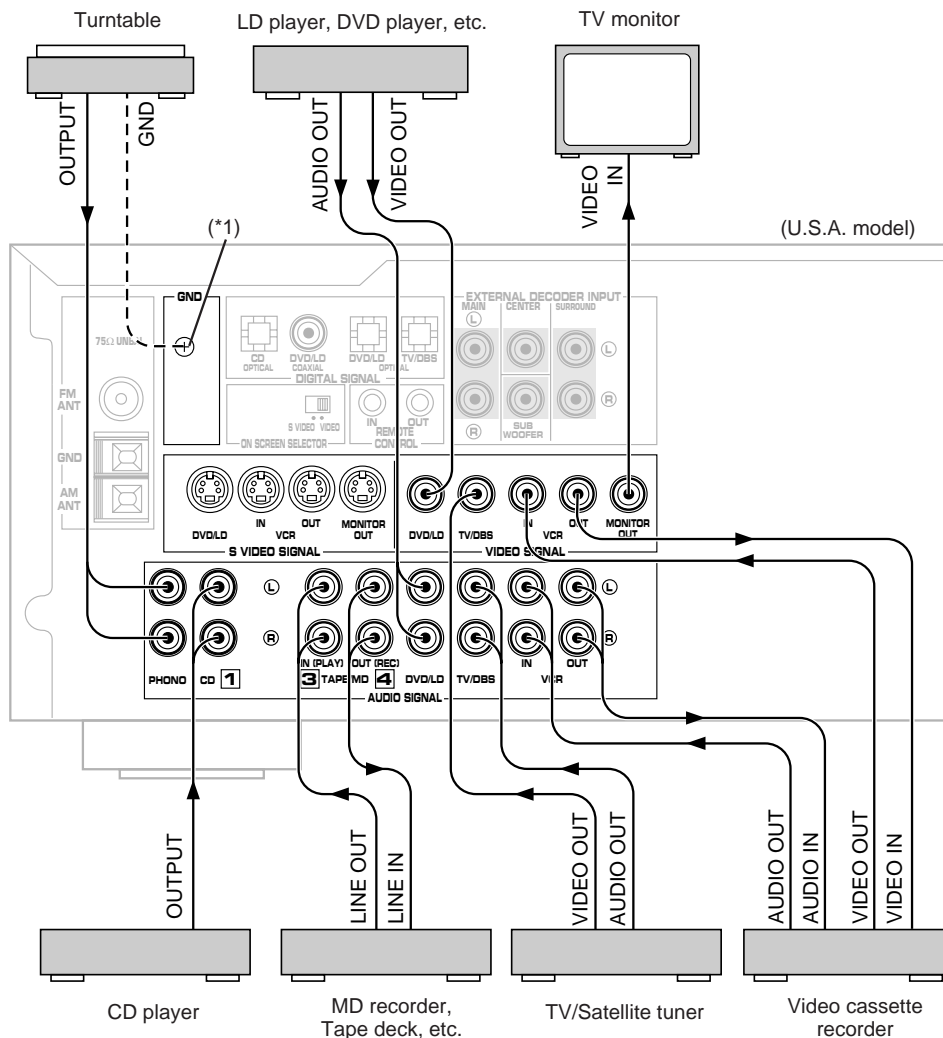 Turntable
LD player, DVD player, etc.
TV monitor
OUTPUT
GND
AUDIO OUT
VIDEO OUT
VIDEO IN
(*1)
(U.S.A. model)
GND
75Ω UNBAL.
FM ANT
GND
AM ANT
CD OPTICAL
DVD/LD COAXIAL
DVD/LD TV/DBS
OPTICAL
DIGITAL SIGNAL
S VIDEO VIDEO
ON SCREEN SELECTOR
IN OUT
REMOTE CONTROL
EXTERNAL DECODER INPUT
MAIN CENTER SURROUND
L
L
R
R
SUB WOOFER
DVD/LD
IN OUT
VCR
MONITOR OUT
S VIDEO SIGNAL
DVD/LD
TV/DBS
IN OUT
VCR
MONITOR OUT
VIDEO SIGNAL
L
L
R
R
PHONO
CD 1
IN (PLAY) OUT (REC)
3 TAPE/MD 4
DVD/LD
TV/DBS
IN OUT
VCR
AUDIO SIGNAL
OUTPUT
LINE OUT
LINE IN
VIDEO OUT
AUDIO OUT
AUDIO OUT
AUDIO IN
VIDEO OUT
VIDEO IN
CD player
MD recorder,
Tape deck, etc.
TV/Satellite tuner
Video cassette
recorder